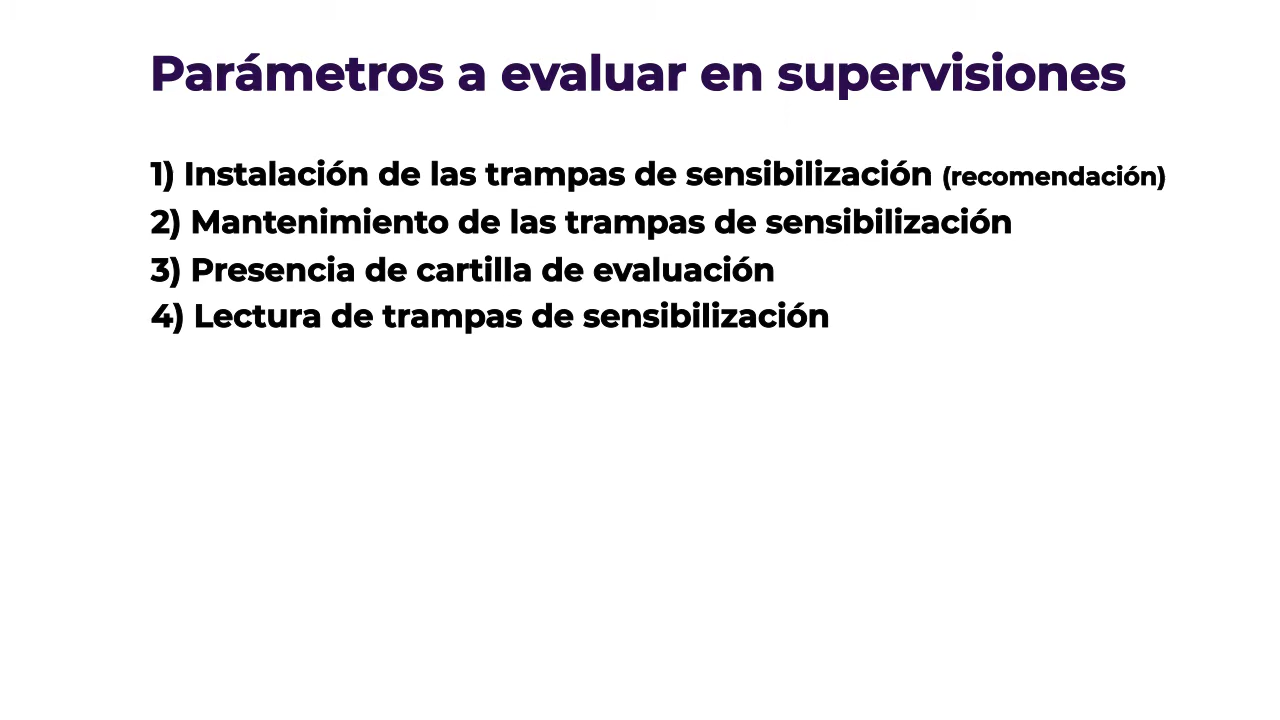 Parámetros a evaluar en supervisiones
1) Instalación de las trampas de sensibilización (recomendación)
2) Mantenimiento de las trampas de sensibilización
3) Presencia de cartilla de evaluación
4) Lectura de trampas de sensibilización